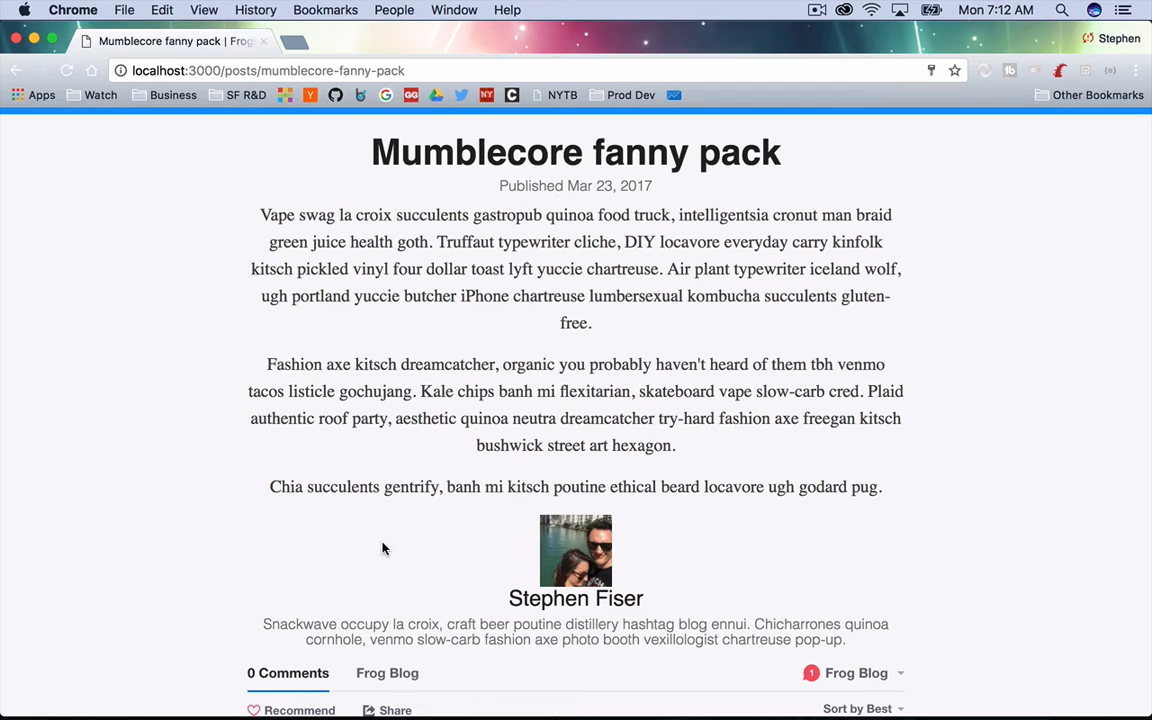 Chrome File Edit View History Bookmarks People Window Help Mon 7:12 AM
Mumblecore fanny pack | Frog Stephen
localhost:3000/posts/mumblecore-fanny-pack
Apps Watch Business SF R&D NYTB Prod Dev Other Bookmarks
Mumblecore fanny pack
Published Mar 23, 2017
Vape swag la croix succulents gastropub quinoa food truck, intelligentsia cronut man braid
green juice health goth. Truffaut typewriter cliche, DIY locavore everyday carry kinfolk
kitsch pickled vinyl four dollar toast lyft yuccie chartreuse. Air plant typewriter iceland wolf,
ugh portland yuccie butcher iPhone chartreuse lumbersexual kombucha succulents gluten-
free.
Fashion axe kitsch dreamcatcher, organic you probably haven't heard of them tbh venmo
tacos listicle gochujang. Kale chips banh mi flexitarian, skateboard vape slow-carb cred. Plaid
authentic roof party, aesthetic quinoa neutra dreamcatcher try-hard fashion axe freegan kitsch
bushwick street art hexagon.
Chia succulents gentrify, banh mi kitsch poutine ethical beard locavore ugh godard pug.
Stephen Fiser
Snackwave occupy la croix, craft beer poutine distillery hashtag blog ennui. Chicharrones quinoa
cornhole, venmo slow-carb fashion axe photo booth vexillologist chartreuse pop-up.
0 Comments Frog Blog 1 Frog Blog
Recommend Share Sort by Best